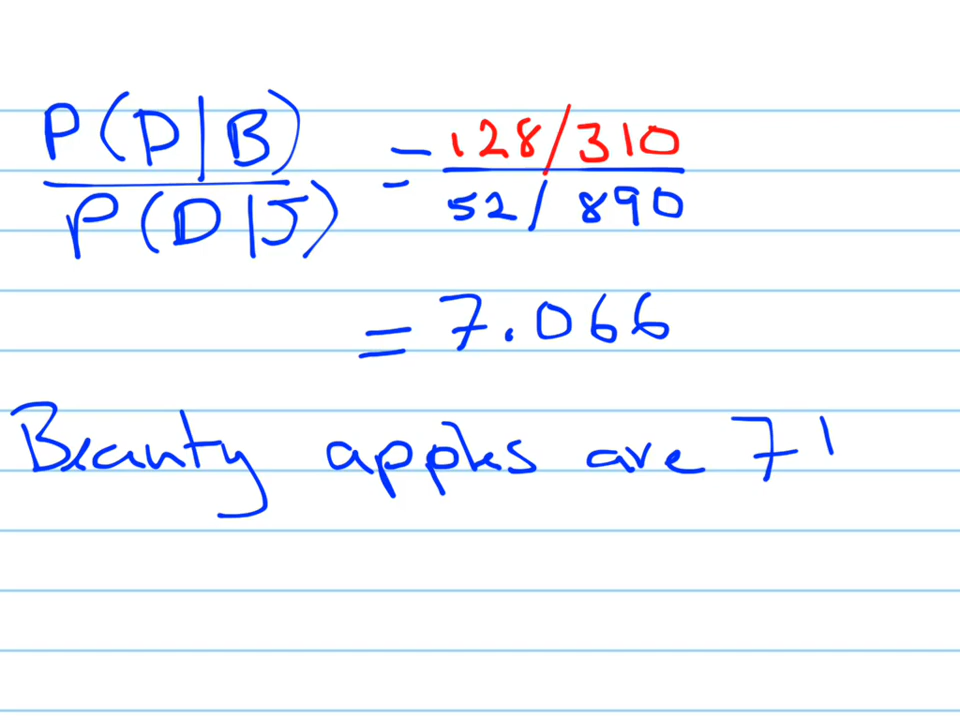 P(D|B) = 128/310
P(D|J) 52/890
= 7.066
Beauty apples are 7